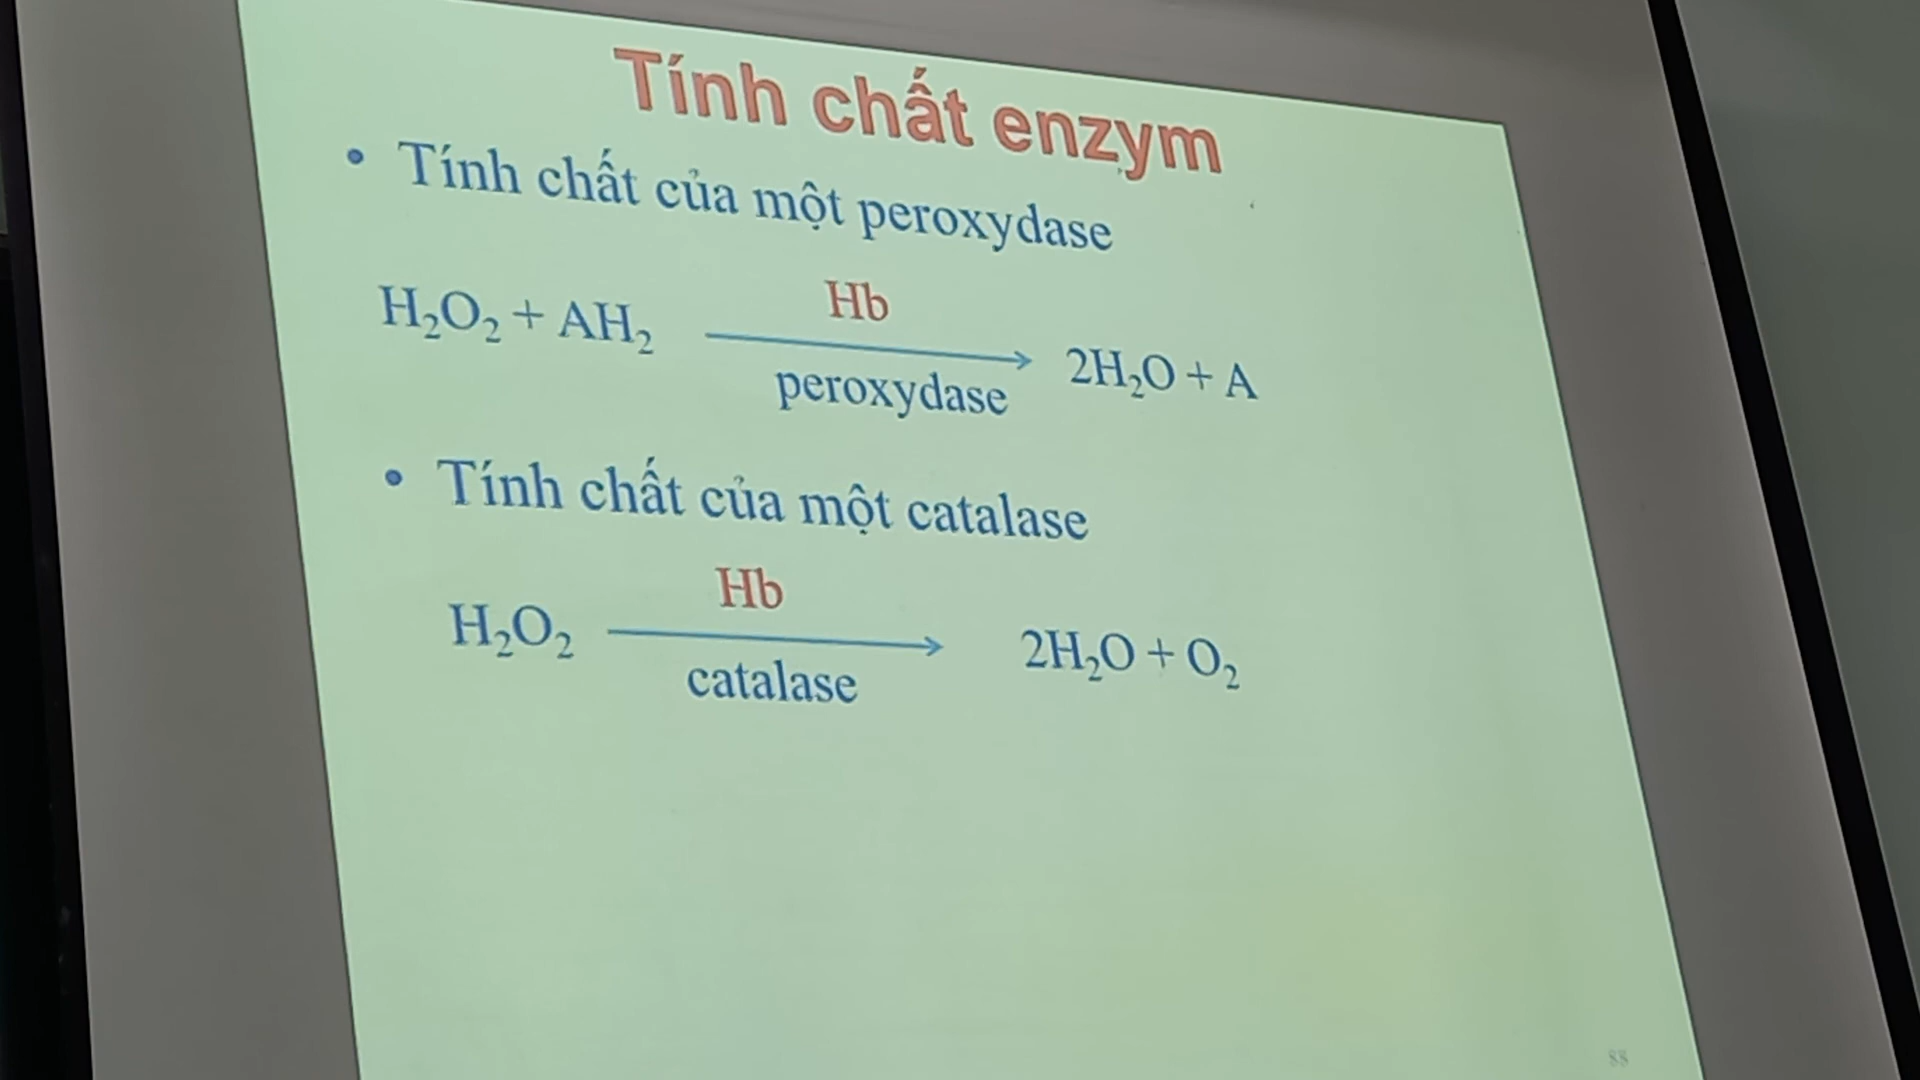 Tính chất enzym
• Tính chất của một peroxydase
Hb
H₂O₂ + AH₂ → 2H₂O + A
peroxydase
• Tính chất của một catalase
Hb
H₂O₂ → 2H₂O + O₂
catalase
88